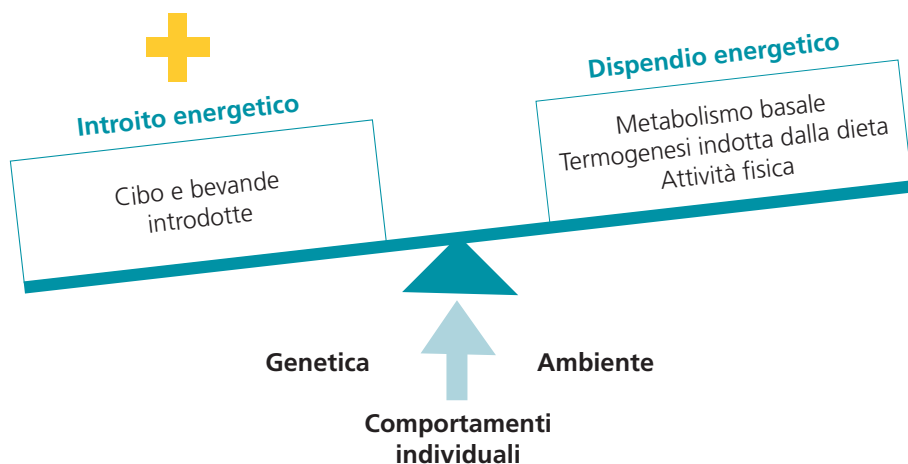 Introito energetico
Cibo e bevande
introdotte
Dispendio energetico
Metabolismo basale
Termogenesi indotta dalla dieta
Attività fisica
Genetica
Ambiente
Comportamenti
individuali